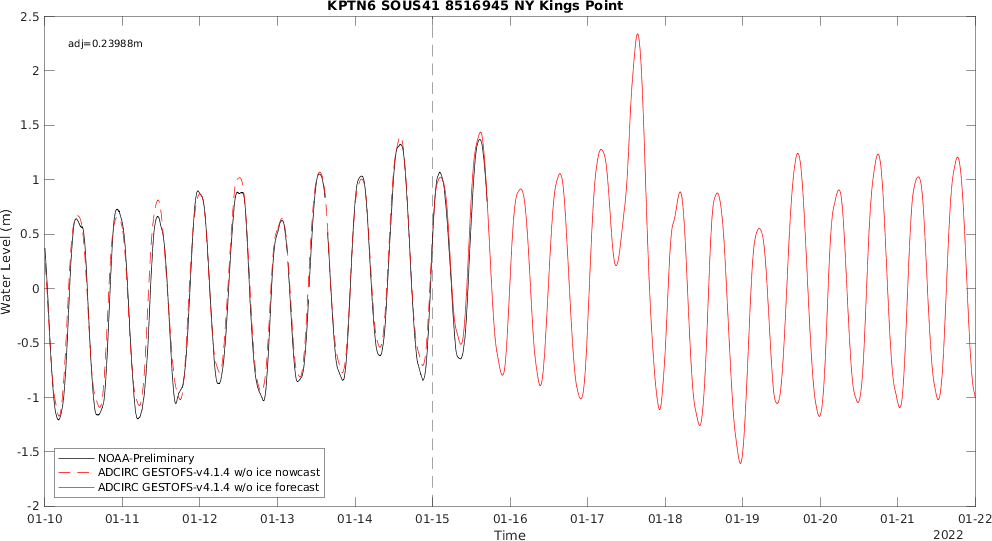 KPTN6 SOUS41 8516945 NY Kings Point
adj=0.23988m
2.5
2
1.5
1
0.5
0
-0.5
-1
-1.5
-2
Water Level (m)
NOAA-Preliminary
ADCIRC GESTOFS-v4.1.4 w/o ice nowcast
ADCIRC GESTOFS-v4.1.4 w/o ice forecast
01-10 01-11 01-12 01-13 01-14 01-15 01-16 01-17 01-18 01-19 01-20 01-21 01-22
Time
2022